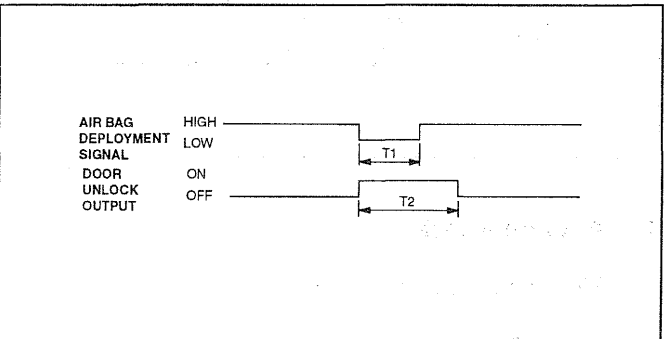 AIR BAG HIGH
DEPLOYMENT LOW
SIGNAL T1
DOOR ON
UNLOCK OFF T2
OUTPUT